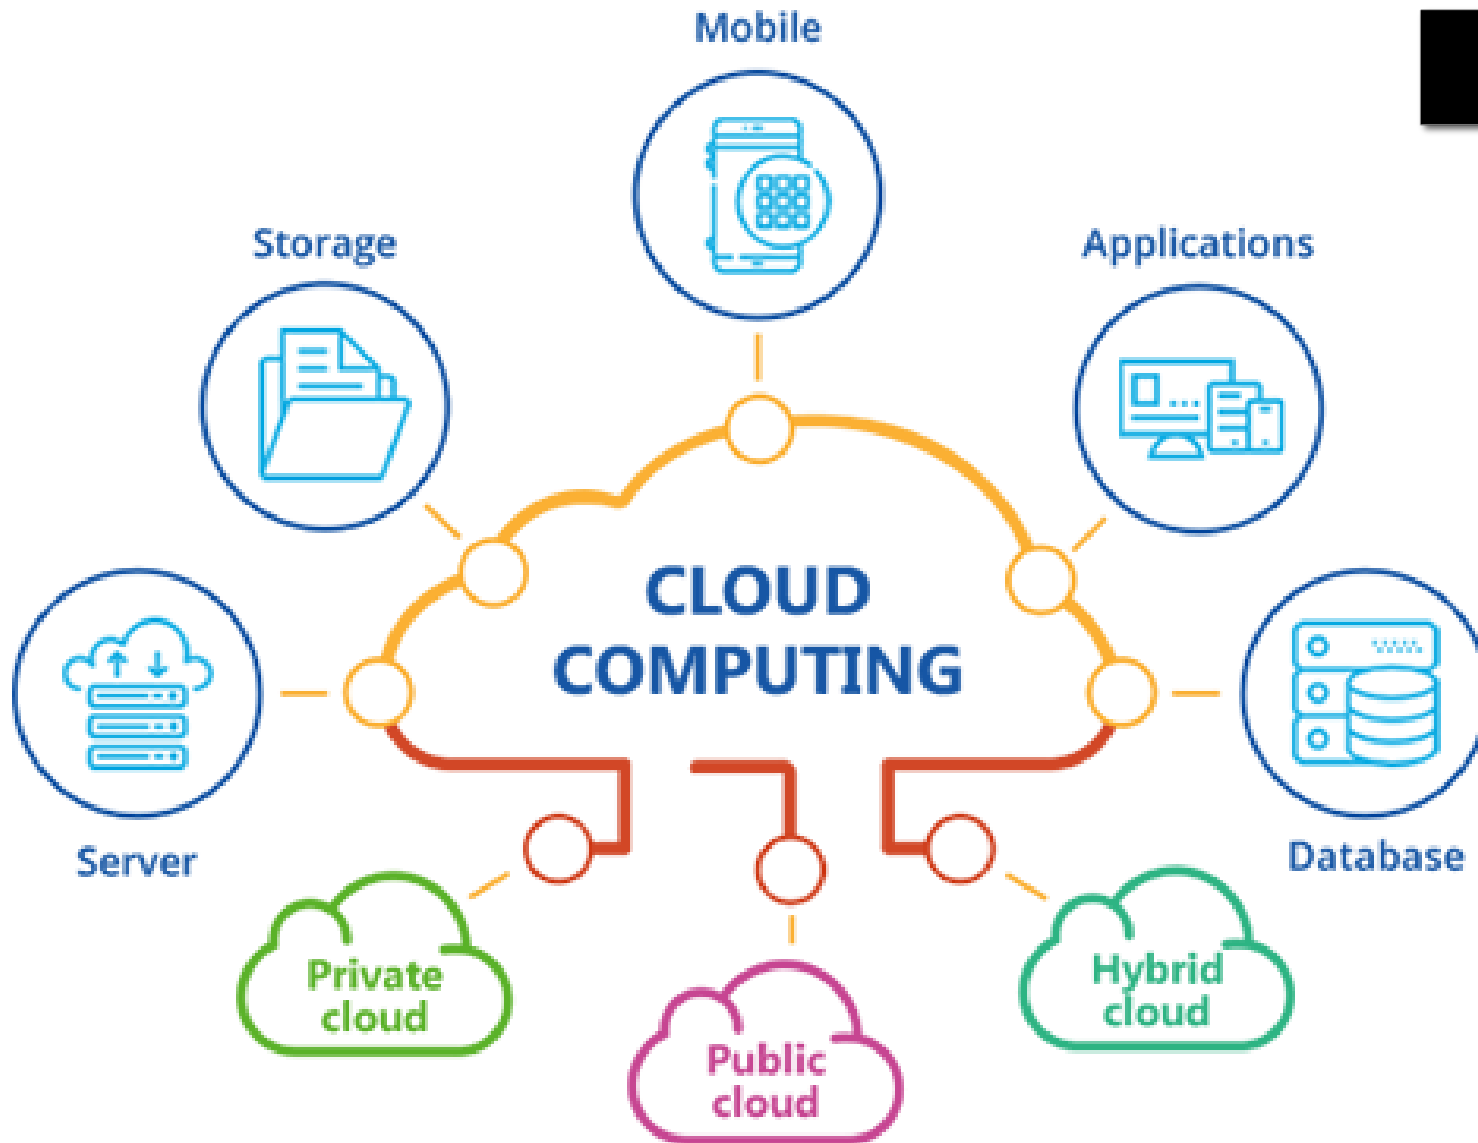 Mobile
Storage
Applications
CLOUD
COMPUTING
Server
Database
Private
cloud
Public
cloud
Hybrid
cloud